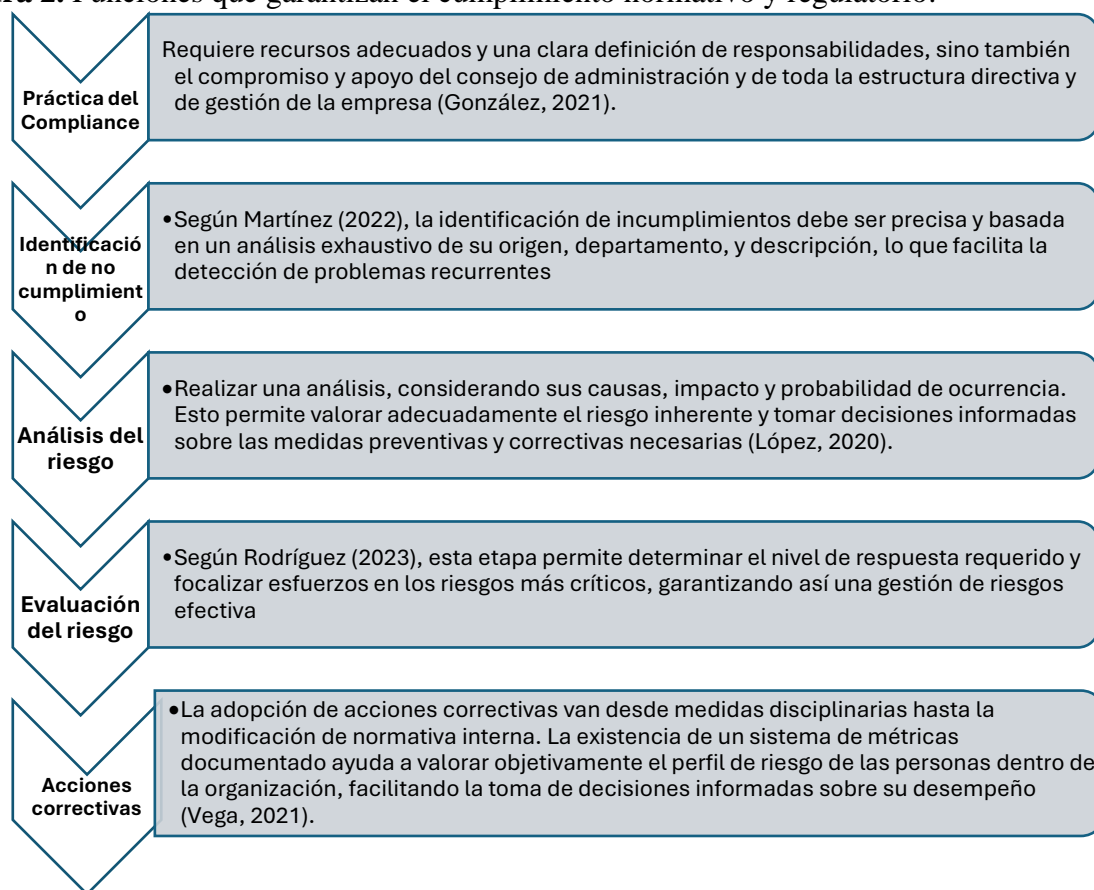 ra 2. Funciones que garantizan el cumplimiento normativo y regulatorio.
Práctica del
Compliance
Requiere recursos adecuados y una clara definición de responsabilidades, sino también
el compromiso y apoyo del consejo de administración y de toda la estructura directiva y
de gestión de la empresa (González, 2021).
Identificació
n de no
cumplimient
o
•Según Martínez (2022), la identificación de incumplimientos debe ser precisa y basada
en un análisis exhaustivo de su origen, departamento, y descripción, lo que facilita la
detección de problemas recurrentes
Análisis del
riesgo
•Realizar una análisis, considerando sus causas, impacto y probabilidad de ocurrencia.
Esto permite valorar adecuadamente el riesgo inherente y tomar decisiones informadas
sobre las medidas preventivas y correctivas necesarias (López, 2020).
Evaluación
del riesgo
•Según Rodríguez (2023), esta etapa permite determinar el nivel de respuesta requerido y
focalizar esfuerzos en los riesgos más críticos, garantizando así una gestión de riesgos
efectiva
Acciones
correctivas
•La adopción de acciones correctivas van desde medidas disciplinarias hasta la
modificación de normativa interna. La existencia de un sistema de métricas
documentado ayuda a valorar objetivamente el perfil de riesgo de las personas dentro de
la organización, facilitando la toma de decisiones informadas sobre su desempeño
(Vega, 2021).